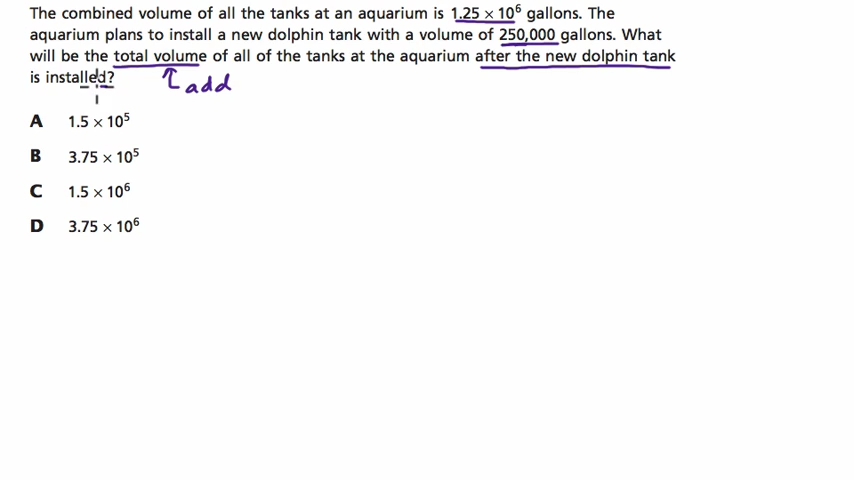 The combined volume of all the tanks at an aquarium is 1.25 × 10⁶ gallons. The
aquarium plans to install a new dolphin tank with a volume of 250,000 gallons. What
will be the total volume of all of the tanks at the aquarium after the new dolphin tank
is installed?
add
A 1.5 × 10⁵
B 3.75 × 10⁵
C 1.5 × 10⁶
D 3.75 × 10⁶